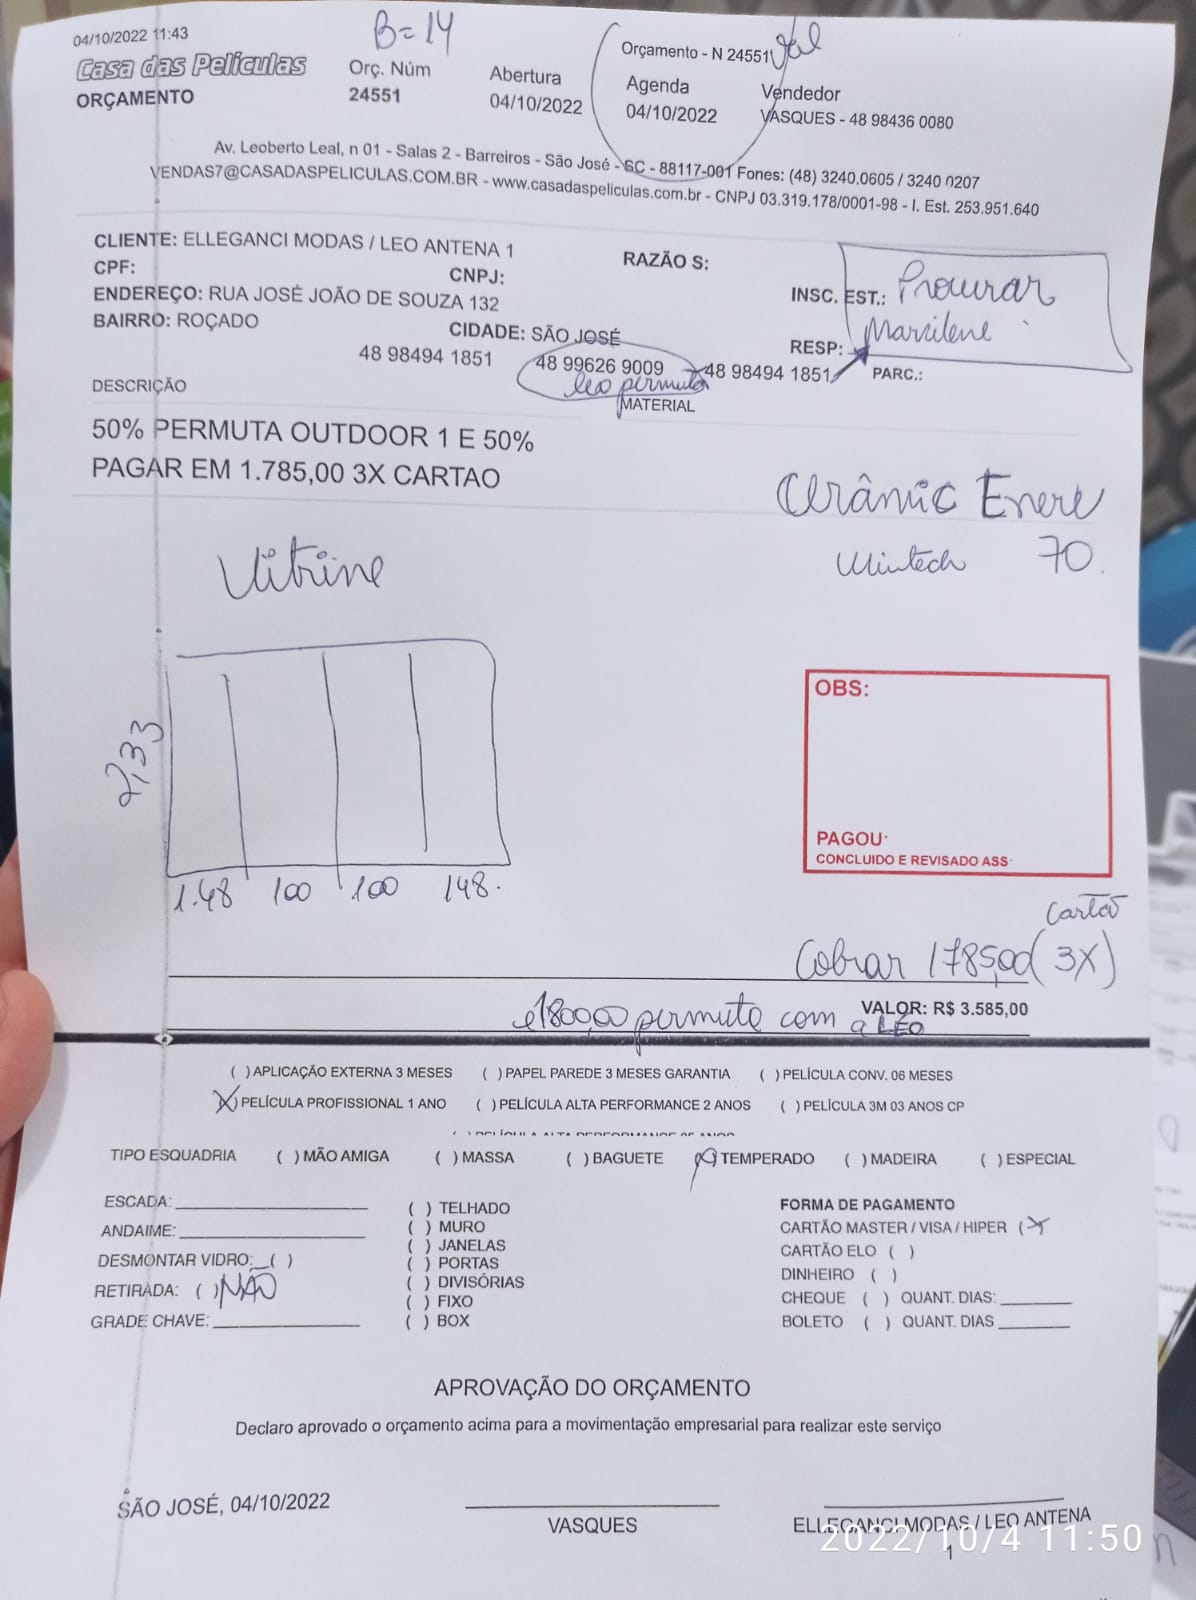 04/10/2022 11:43
B=14
Casa das Películas
ORÇAMENTO
Orç. Núm
24551
Abertura
04/10/2022
Orçamento - N 24551
Agenda
04/10/2022
Vendedor
VASQUES - 48 98436 0080
Av. Leoberto Leal, n 01 - Salas 2 - Barreiros - São José - SC - 88117-001 Fones: (48) 3240.0605 / 3240 0207
VENDAS7@CASADASPELICULAS.COM.BR - www.casadaspeliculas.com.br - CNPJ 03.319.178/0001-98 - I. Est. 253.951.640
CLIENTE: ELLEGANCI MODAS / LEO ANTENA 1
RAZÃO S:
CPF:
CNPJ:
INSC. EST.:
Procurar
ENDEREÇO: RUA JOSÉ JOÃO DE SOUZA 132
Marcilene
BAIRRO: ROÇADO
CIDADE: SÃO JOSÉ
RESP:
48 98494 1851
48 99626 9009
48 98494 1851
PARC.:
leo permuta
DESCRIÇÃO
MATERIAL
50% PERMUTA OUTDOOR 1 E 50%
PAGAR EM 1.785,00 3X CARTAO
Cerâmic
Vitrine
Wintech 70.
2,33
1.48 100 100 148.
OBS:
PAGOU
CONCLUIDO E REVISADO ASS
Cartão
Cobrar 1785,00 (3X)
VALOR: R$ 3.585,00
e 1800,00 permuta com a LÉO
( ) APLICAÇÃO EXTERNA 3 MESES ( ) PAPEL PAREDE 3 MESES GARANTIA ( ) PELÍCULA CONV. 06 MESES
(X) PELÍCULA PROFISSIONAL 1 ANO ( ) PELÍCULA ALTA PERFORMANCE 2 ANOS ( ) PELÍCULA 3M 03 ANOS CP
TIPO ESQUADRIA ( ) MÃO AMIGA ( ) MASSA ( ) BAGUETE (X) TEMPERADO ( ) MADEIRA ( ) ESPECIAL
ESCADA:
ANDAIME:
DESMONTAR VIDRO: ( )
RETIRADA: ( ) NÃO
GRADE CHAVE:
( ) TELHADO
( ) MURO
( ) JANELAS
( ) PORTAS
( ) DIVISÓRIAS
( ) FIXO
( ) BOX
FORMA DE PAGAMENTO
CARTÃO MASTER / VISA / HIPER (X)
CARTÃO ELO ( )
DINHEIRO ( )
CHEQUE ( ) QUANT. DIAS:
BOLETO ( ) QUANT. DIAS
APROVAÇÃO DO ORÇAMENTO
Declaro aprovado o orçamento acima para a movimentação empresarial para realizar este serviço
SÃO JOSÉ, 04/10/2022
VASQUES
ELLEGANCI MODAS / LEO ANTENA
1
2022/10/4 11:50